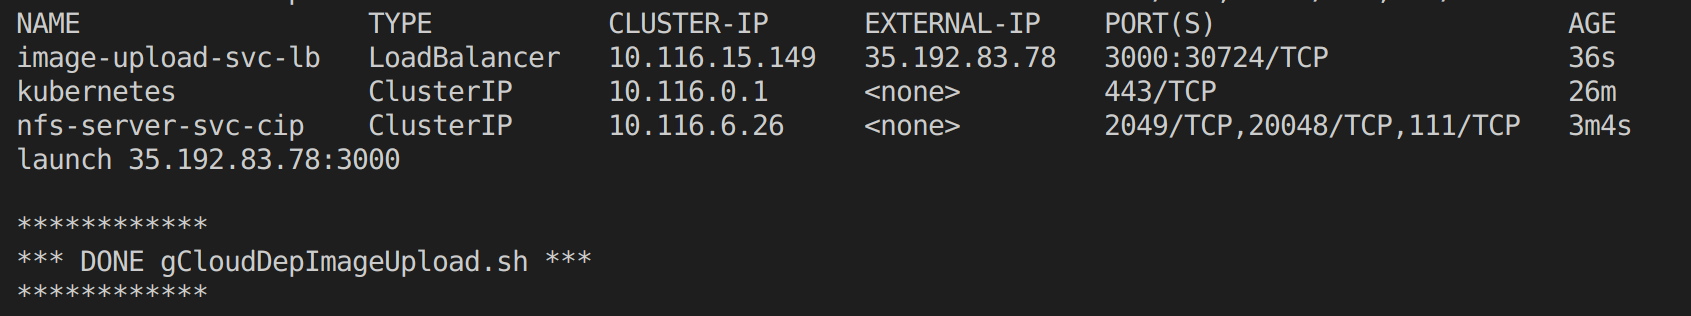 NAME TYPE CLUSTER-IP EXTERNAL-IP PORT(S) AGE
image-upload-svc-lb LoadBalancer 10.116.15.149 35.192.83.78 3000:30724/TCP 36s
kubernetes ClusterIP 10.116.0.1 <none> 443/TCP 26m
nfs-server-svc-cip ClusterIP 10.116.6.26 <none> 2049/TCP,20048/TCP,111/TCP 3m4s
launch 35.192.83.78:3000
************
*** DONE gCloudDepImageUpload.sh ***
************